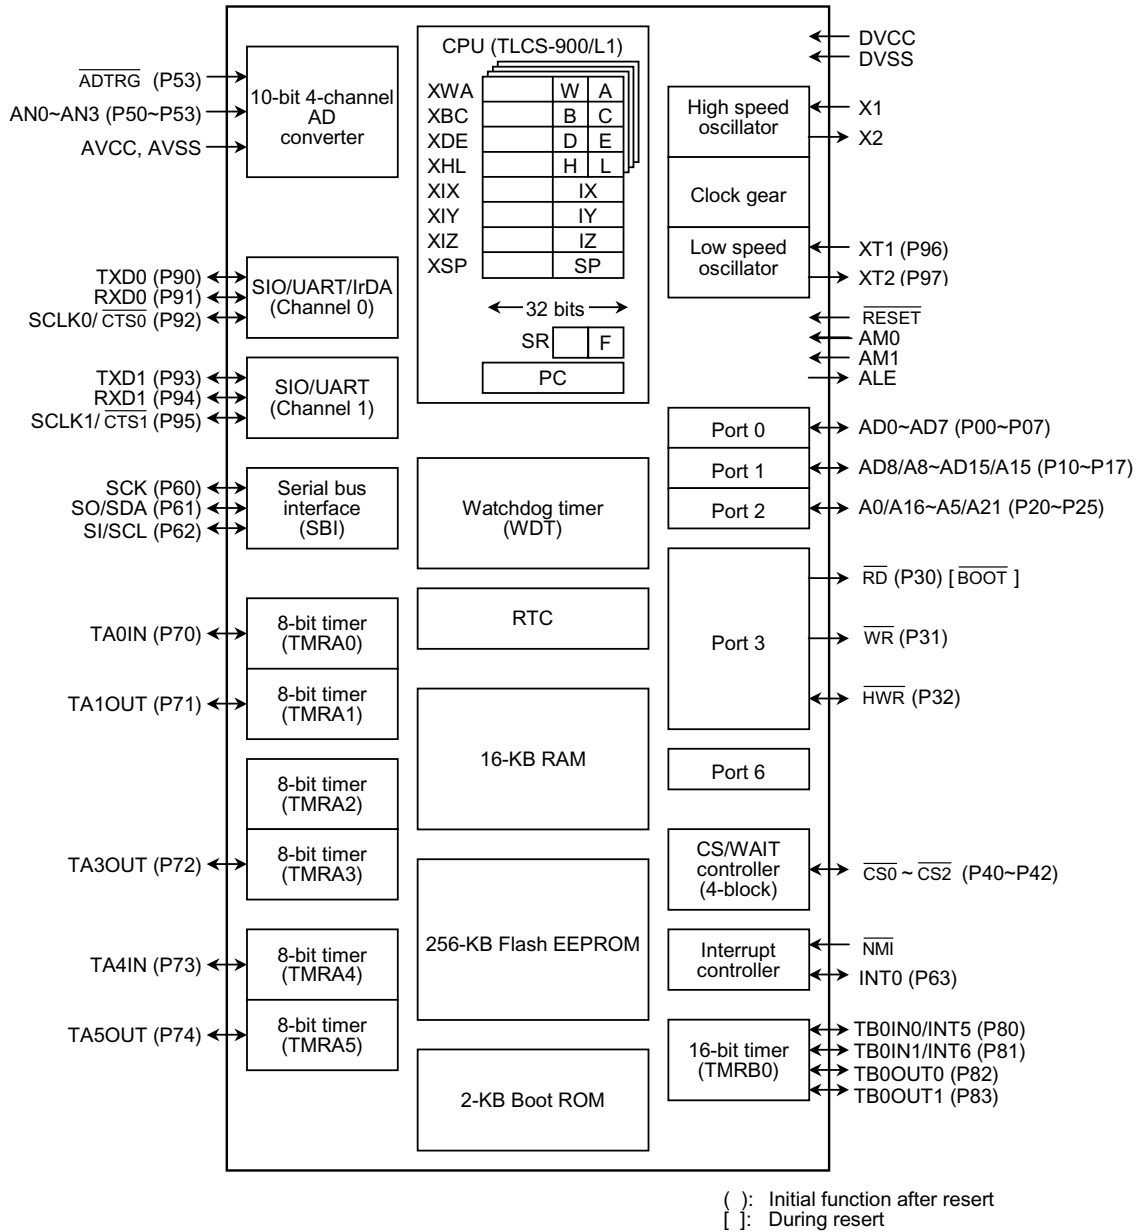 ADTRG (P53)
AN0~AN3 (P50~P53)
AVCC, AVSS
10-bit 4-channel
AD
converter
TXD0 (P90)
RXD0 (P91)
SCLK0/ CTS0 (P92)
SIO/UART/IrDA
(Channel 0)
TXD1 (P93)
RXD1 (P94)
SCLK1/ CTS1 (P95)
SIO/UART
(Channel 1)
SCK (P60)
SO/SDA (P61)
SI/SCL (P62)
Serial bus
interface
(SBI)
TA0IN (P70)
8-bit timer
(TMRA0)
TA1OUT (P71)
8-bit timer
(TMRA1)
8-bit timer
(TMRA2)
TA3OUT (P72)
8-bit timer
(TMRA3)
TA4IN (P73)
8-bit timer
(TMRA4)
TA5OUT (P74)
8-bit timer
(TMRA5)
CPU (TLCS-900/L1)
XWA W A
XBC B C
XDE D E
XHL H L
XIX IX
XIY IY
XIZ IZ
XSP SP
32 bits
SR F
PC
Watchdog timer
(WDT)
RTC
16-KB RAM
256-KB Flash EEPROM
2-KB Boot ROM
DVCC
DVSS
High speed
oscillator
X1
X2
Clock gear
Low speed
oscillator
XT1 (P96)
XT2 (P97)
RESET
AM0
AM1
ALE
Port 0
AD0~AD7 (P00~P07)
Port 1
AD8/A8~AD15/A15 (P10~P17)
Port 2
A0/A16~A5/A21 (P20~P25)
Port 3
RD (P30) [ BOOT ]
WR (P31)
HWR (P32)
Port 6
CS/WAIT
controller
(4-block)
CS0 ~ CS2 (P40~P42)
Interrupt
controller
NMI
INT0 (P63)
16-bit timer
(TMRB0)
TB0IN0/INT5 (P80)
TB0IN1/INT6 (P81)
TB0OUT0 (P82)
TB0OUT1 (P83)
( ): Initial function after resert
[ ]: During resert